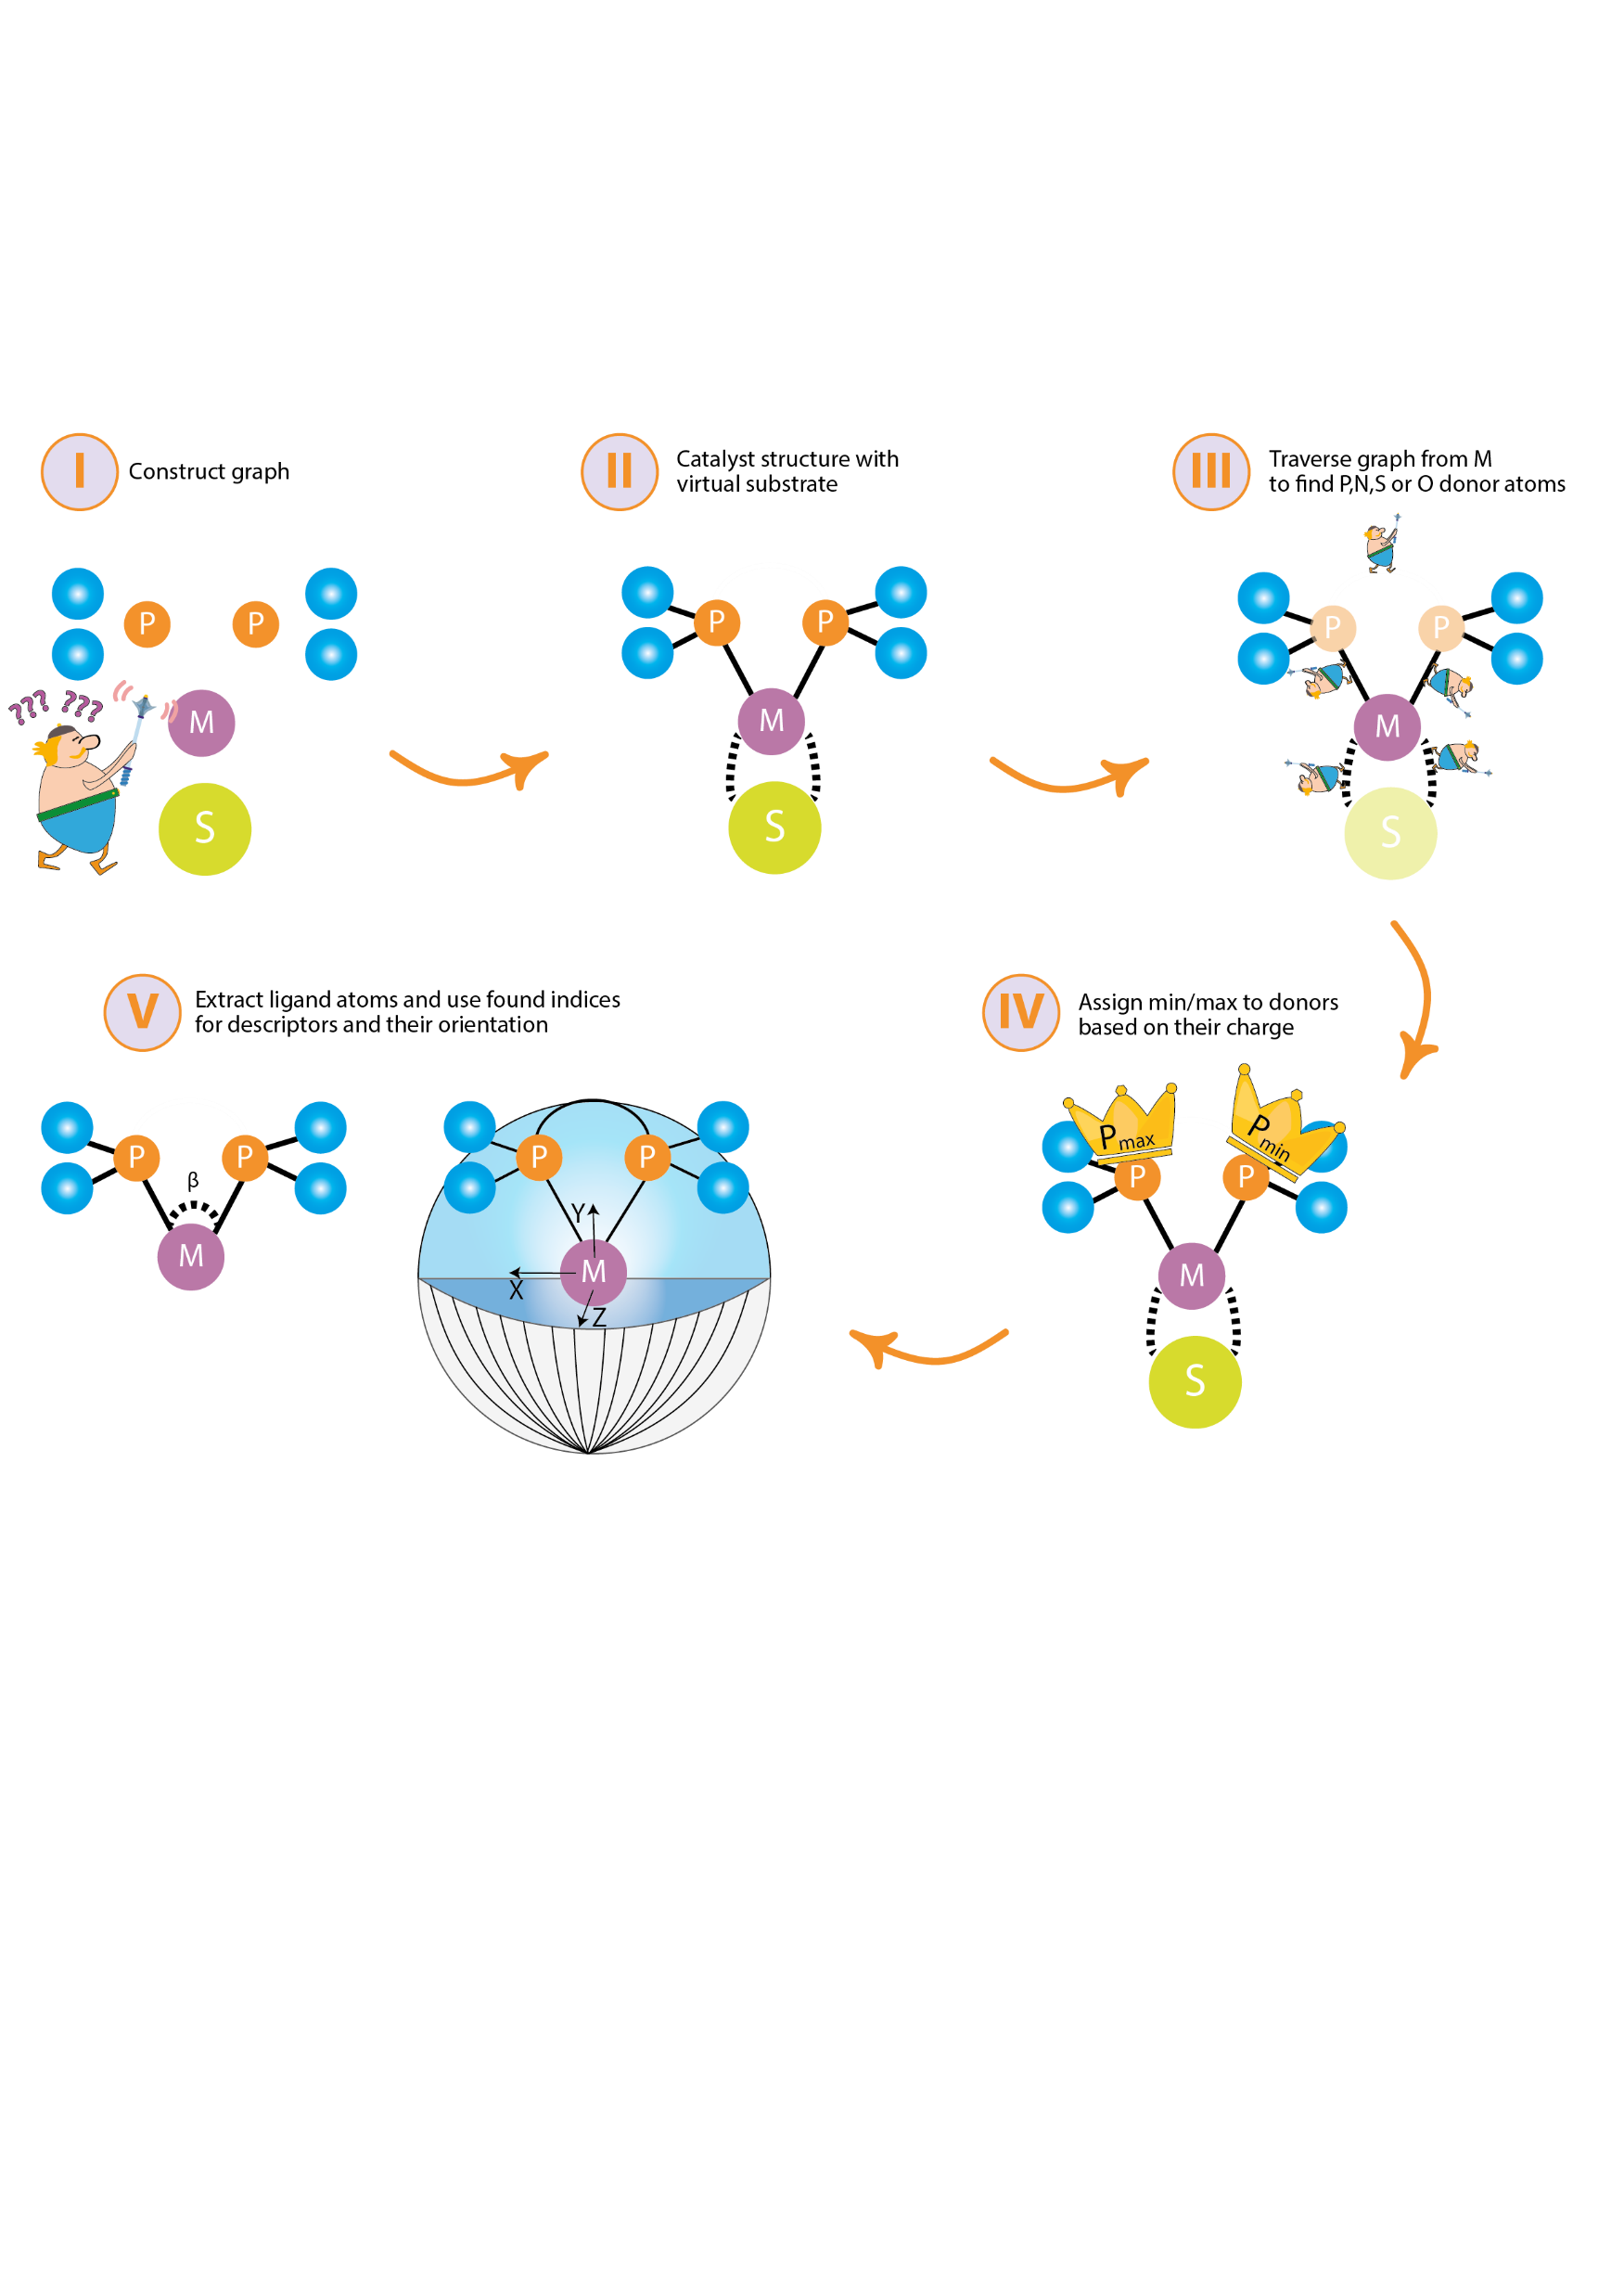 I
Construct graph
II
Catalyst structure with
virtual substrate
III
Traverse graph from M
to find P,N,S or O donor atoms
P
P
??? ???
M
S
P
P
M
S
P
P
M
S
V
Extract ligand atoms and use found indices
for descriptors and their orientation
IV
Assign min/max to donors
based on their charge
P
P
β
M
P
P
Y
M
X
Z
Pmax
Pmin
P
P
M
S